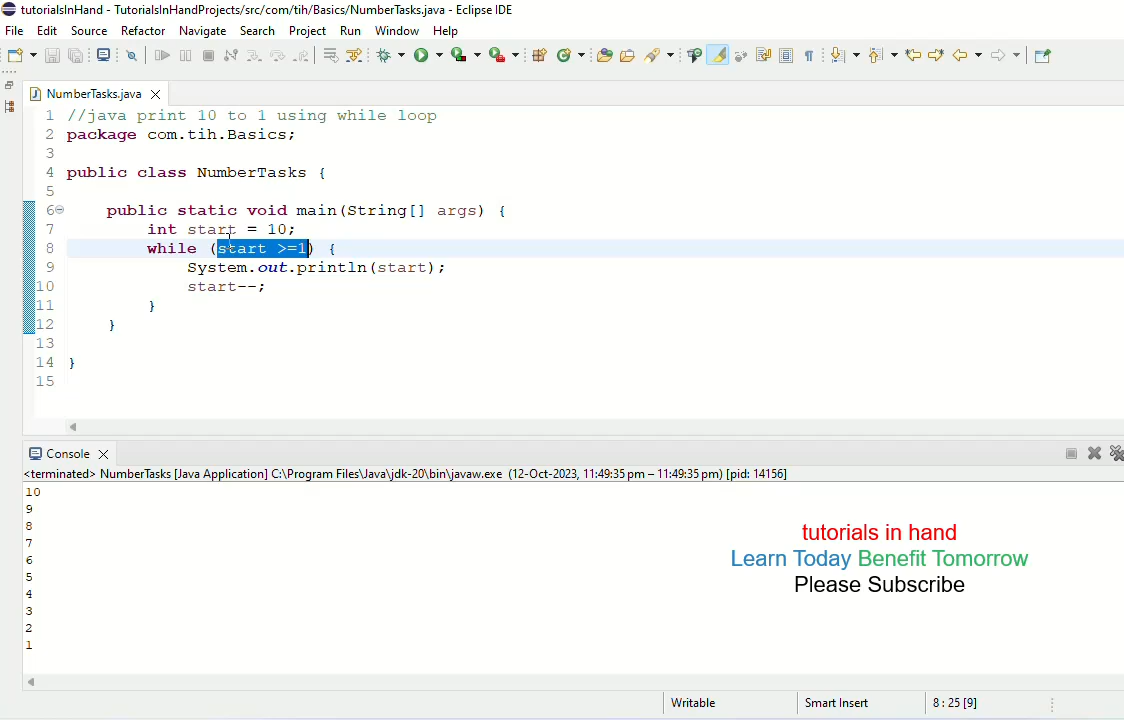 tutorialsInHand - TutorialsInHandProjects/src/com/tih/Basics/NumberTasks.java - Eclipse IDE
File Edit Source Refactor Navigate Search Project Run Window Help
NumberTasks.java
1 //java print 10 to 1 using while loop
2 package com.tih.Basics;
3
4 public class NumberTasks {
5
6 public static void main(String[] args) {
7 int start = 10;
8 while (start >=1) {
9 System.out.println(start);
10 start--;
11 }
12 }
13
14 }
15
Console
<terminated> NumberTasks [Java Application] C:\Program Files\Java\jdk-20\bin\javaw.exe (12-Oct-2023, 11:49:35 pm – 11:49:35 pm) [pid: 14156]
10
9
8
7
6
5
4
3
2
1
tutorials in hand
Learn Today Benefit Tomorrow
Please Subscribe
Writable Smart Insert 8 : 25 [9]